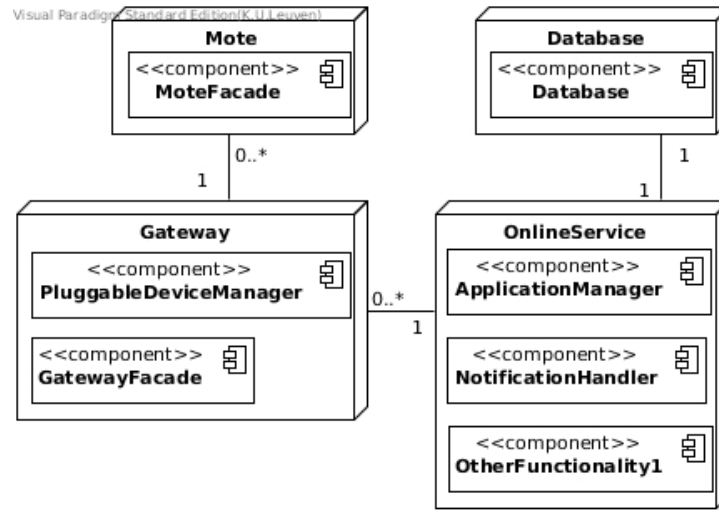 Visual Paradigm Standard Edition(K.U.Leuven)
Mote
<<component>>
MoteFacade
Database
<<component>>
Database
0..*
1
1
1
Gateway
<<component>>
PluggableDeviceManager
<<component>>
GatewayFacade
0..*
1
OnlineService
<<component>>
ApplicationManager
<<component>>
NotificationHandler
<<component>>
OtherFunctionality1